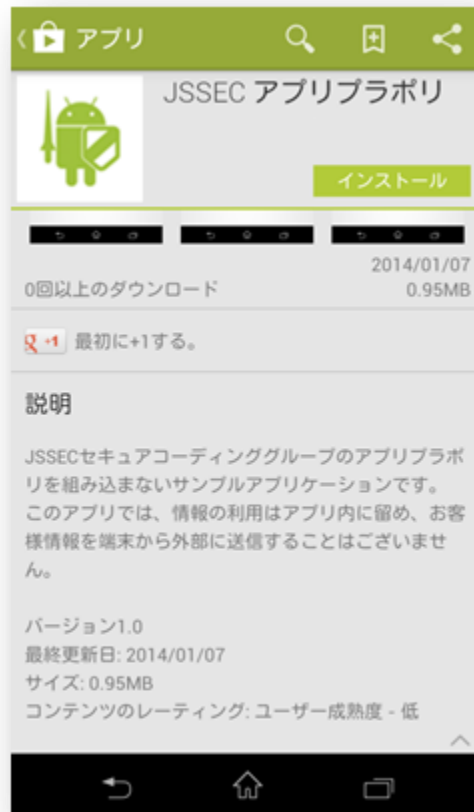 アプリ
JSSEC アプリプラポリ
インストール
2014/01/07
0回以上のダウンロード 0.95MB
g +1 最初に+1する。
説明
JSSECセキュアコーディンググループのアプリプラポ
リを組み込まないサンプルアプリケーションです。
このアプリでは、情報の利用はアプリ内に留め、お客
様情報を端末から外部に送信することはございませ
ん。
バージョン1.0
最終更新日: 2014/01/07
サイズ: 0.95MB
コンテンツのレーティング: ユーザー成熟度 - 低